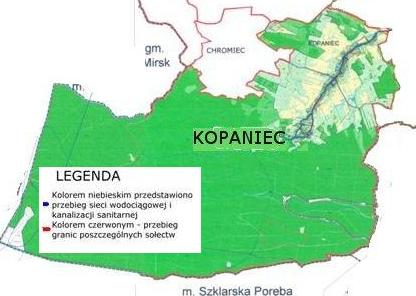 gm.
Mirsk
CHROMIEC
KOPANIEC
m.
KOPANIEC
LEGENDA
Kolorem niebieskim przedstawiono
przebieg sieci wodociągowej i
kanalizacji sanitarnej
Kolorem czerwonym - przebieg
granic poszczególnych sołectw
m. Szklarska Poreba